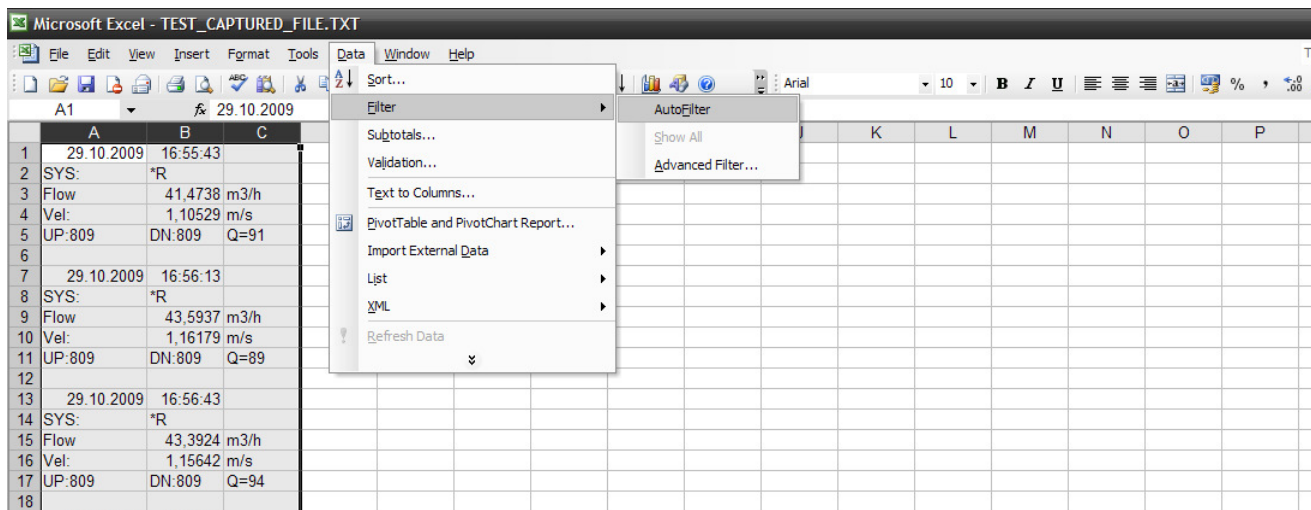 Microsoft Excel - TEST_CAPTURED_FILE.TXT
File Edit View Insert Format Tools Data Window Help
Arial 10 B I U % ,
A1 fx 29.10.2009
Sort...
Filter
Subtotals...
Validation...
Text to Columns...
PivotTable and PivotChart Report...
Import External Data
List
XML
Refresh Data
AutoFilter
Show All
Advanced Filter...
A B C J K L M N O P
1 29.10.2009 16:55:43
2 SYS: *R
3 Flow 41,4738 m3/h
4 Vel: 1,10529 m/s
5 UP:809 DN:809 Q=91
6
7 29.10.2009 16:56:13
8 SYS: *R
9 Flow 43,5937 m3/h
10 Vel: 1,16179 m/s
11 UP:809 DN:809 Q=89
12
13 29.10.2009 16:56:43
14 SYS: *R
15 Flow 43,3924 m3/h
16 Vel: 1,15642 m/s
17 UP:809 DN:809 Q=94
18